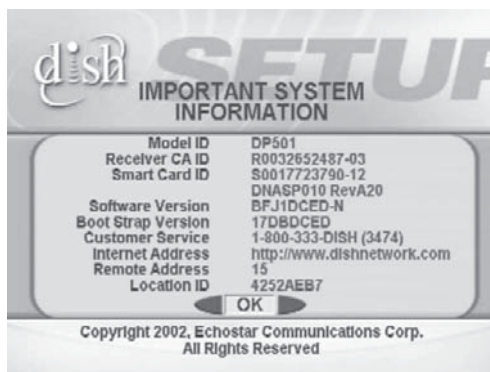 dish
SETUP
IMPORTANT SYSTEM
INFORMATION
Model ID DP501
Receiver CA ID R0032652487-03
Smart Card ID S0017723790-12
DNASP010 RevA20
Software Version BFJ1DCED-N
Boot Strap Version 17DBDCED
Customer Service 1-800-333-DISH (3474)
Internet Address http://www.dishnetwork.com
Remote Address 15
Location ID 4252AEB7
OK
Copyright 2002, Echostar Communications Corp.
All Rights Reserved